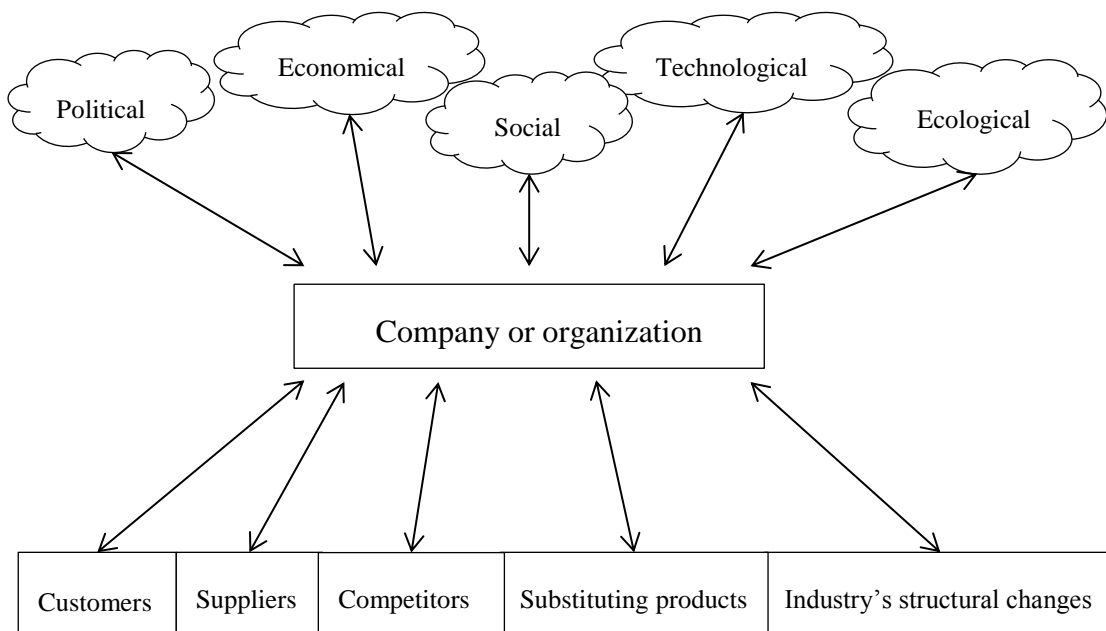 Political
Economical
Social
Technological
Ecological
Company or organization
Customers
Suppliers
Competitors
Substituting products
Industry’s structural changes